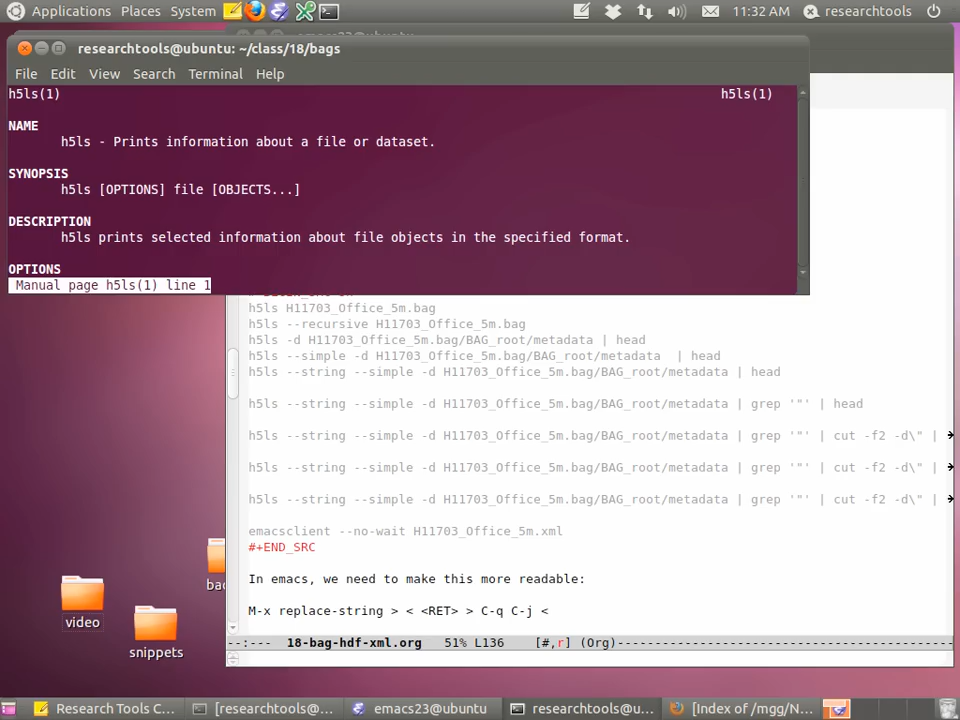 Applications Places System 11:32 AM researchtools
researchtools@ubuntu: ~/class/18/bags
File Edit View Search Terminal Help
h5ls(1) h5ls(1)
NAME
h5ls - Prints information about a file or dataset.
SYNOPSIS
h5ls [OPTIONS] file [OBJECTS...]
DESCRIPTION
h5ls prints selected information about file objects in the specified format.
OPTIONS
Manual page h5ls(1) line 1
h5ls H11703_Office_5m.bag
h5ls --recursive H11703_Office_5m.bag
h5ls -d H11703_Office_5m.bag/BAG_root/metadata | head
h5ls --simple -d H11703_Office_5m.bag/BAG_root/metadata | head
h5ls --string --simple -d H11703_Office_5m.bag/BAG_root/metadata | head
h5ls --string --simple -d H11703_Office_5m.bag/BAG_root/metadata | grep '"' | head
h5ls --string --simple -d H11703_Office_5m.bag/BAG_root/metadata | grep '"' | cut -f2 -d\" |
h5ls --string --simple -d H11703_Office_5m.bag/BAG_root/metadata | grep '"' | cut -f2 -d\" |
h5ls --string --simple -d H11703_Office_5m.bag/BAG_root/metadata | grep '"' | cut -f2 -d\" |
emacsclient --no-wait H11703_Office_5m.xml
#+END_SRC
In emacs, we need to make this more readable:
M-x replace-string > < <RET> > C-q C-j <
--:--- 18-bag-hdf-xml.org 51% L136 [#,r] (Org)
video
snippets
Research Tools C... [researchtools@... emacs23@ubuntu researchtools@u... [Index of /mgg/N...